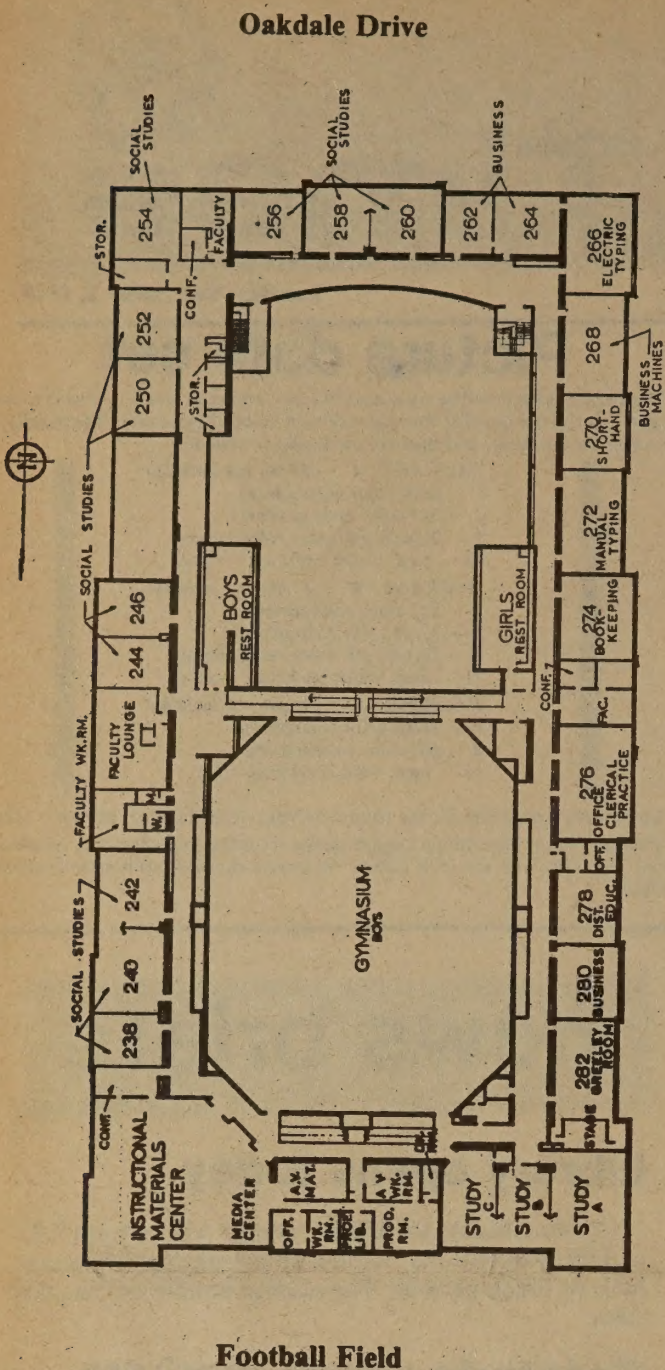 Oakdale Drive
SOCIAL
STUDIES
STOR.
254
CONF.
FACULTY
SOCIAL
STUDIES
256
258
260
BUSINESS
262
264
266
ELECTRIC
TYPING
252
250
STOR.
268
BUSINESS
MACHINES
270
SHORT-
HAND
272
MANUAL
TYPING
N
SOCIAL STUDIES
246
244
BOYS
REST ROOM
GIRLS
REST ROOM
274
BOOK-
KEEPING
CONF.
FAC.
FACULTY WK. RM.
FACULTY
LOUNGE
M.
W.
276
OFFICE
CLERICAL
PRACTICE
OFF.
SOCIAL STUDIES
242
240
238
GYMNASIUM
BOYS
278
DIST.
EDUC.
280
BUSINESS
282
GREELEY
ROOM
STAGE
CONF.
INSTRUCTIONAL
MATERIALS
CENTER
MEDIA
CENTER
A.V.
MAT.
A V
WK.
RM.
OFF.
WK.
RM.
PROD.
LIB.
PROD.
RM.
STUDY
C
STUDY
B
STUDY
A
Football Field